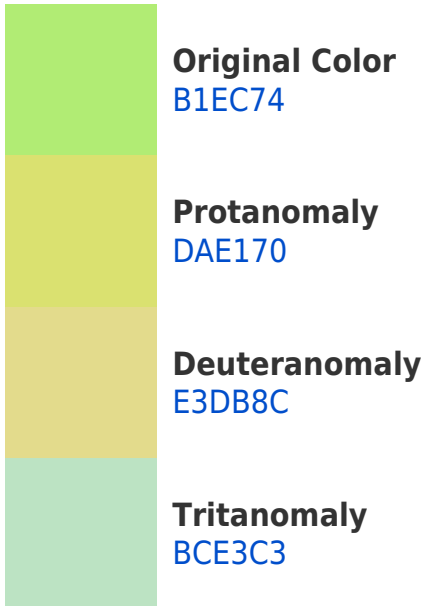 Original Color
B1EC74
Protanomaly
DAE170
Deuteranomaly
E3DB8C
Tritanomaly
BCE3C3